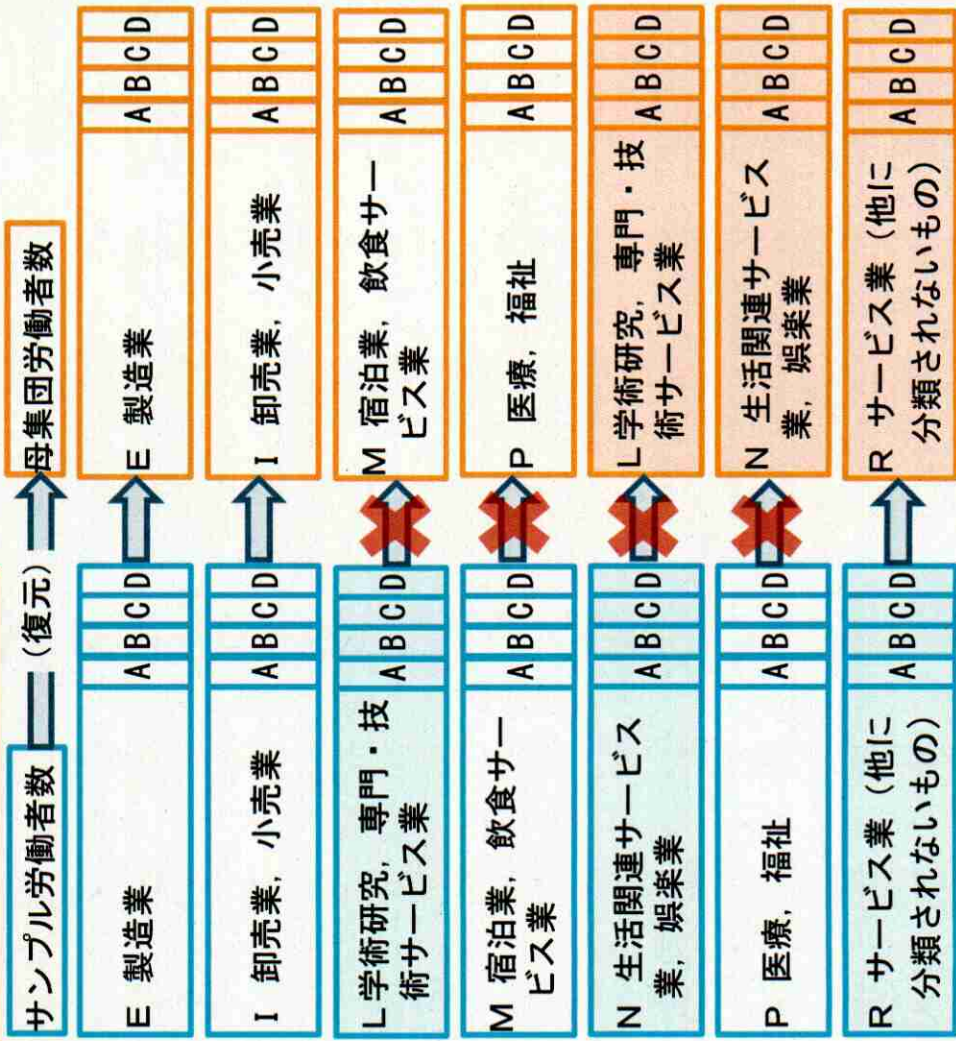 サンプル労働者数
（復元）
母集団労働者数
E 製造業
A B C D
E 製造業
A B C D
I 卸売業，小売業
A B C D
I 卸売業，小売業
A B C D
L学術研究，専門・技
術サービス業
A B C D
M 宿泊業，飲食サー
ビス業
A B C D
M 宿泊業，飲食サー
ビス業
A B C D
P 医療，福祉
A B C D
N 生活関連サービス
業，娯楽業
A B C D
L学術研究，専門・技
術サービス業
A B C D
P 医療，福祉
A B C D
N 生活関連サービス
業，娯楽業
A B C D
R サービス業（他に
分類されないもの）
A B C D
R サービス業（他に
分類されないもの）
A B C D